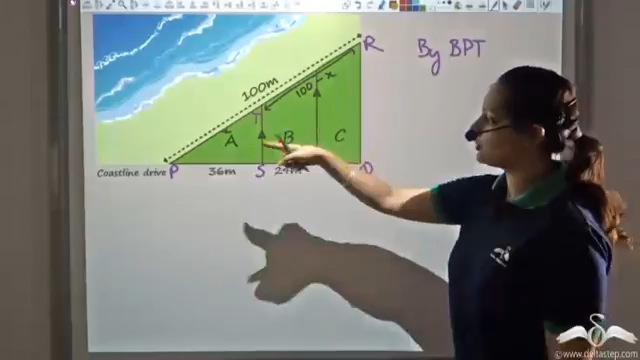 R
By BPT
100m
100 - x
T
A
B
C
Coastline drive
P
36m
S
24m
Q
©www.deltastep.com